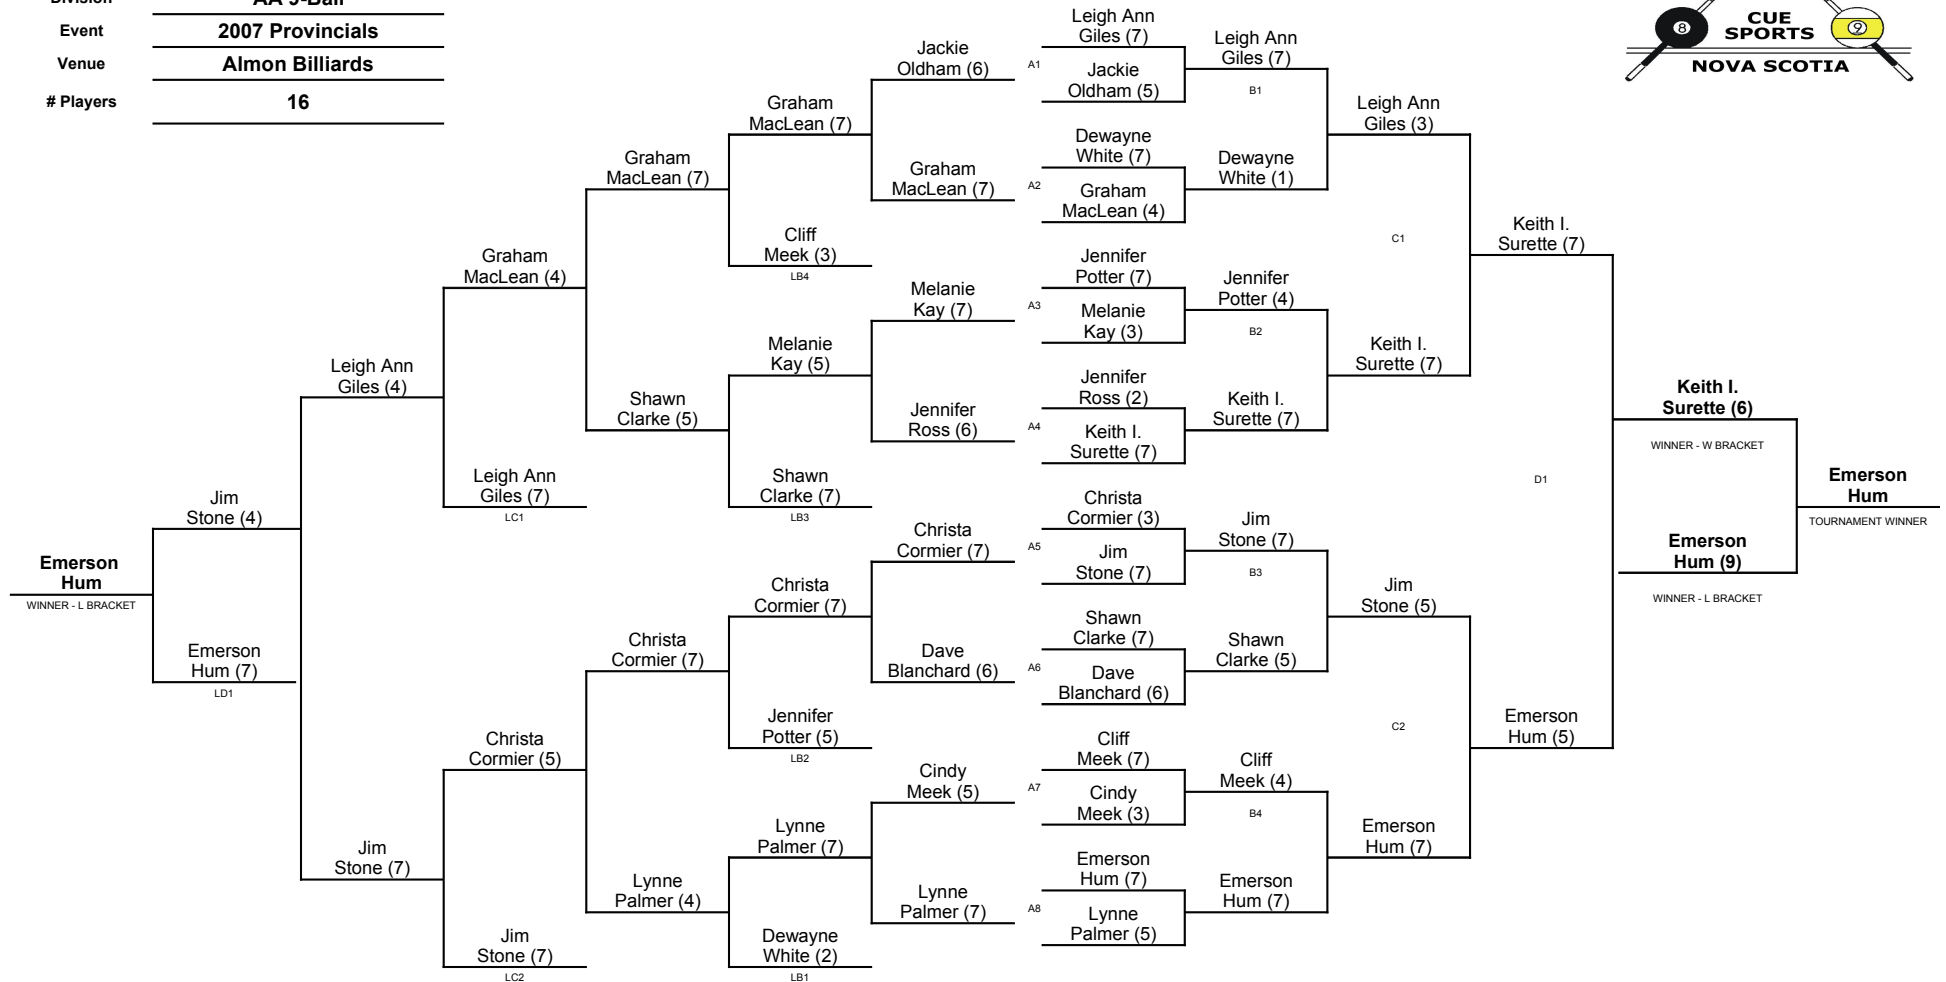 Division
AA 9-Ball
Event
2007 Provincials
Venue
Almon Billiards
# Players
16
8
CUE
SPORTS
9
NOVA SCOTIA
Emerson
Hum
WINNER - L BRACKET
Jim
Stone (4)
Emerson
Hum (7)
LD1
Leigh Ann
Giles (4)
Jim
Stone (7)
Graham
MacLean (4)
Leigh Ann
Giles (7)
LC1
Christa
Cormier (5)
Jim
Stone (7)
LC2
Graham
MacLean (7)
Shawn
Clarke (5)
Christa
Cormier (7)
Lynne
Palmer (4)
Graham
MacLean (7)
Cliff
Meek (3)
LB4
Melanie
Kay (5)
Shawn
Clarke (7)
LB3
Christa
Cormier (7)
Jennifer
Potter (5)
LB2
Lynne
Palmer (7)
Dewayne
White (2)
LB1
Jackie
Oldham (6)
Graham
MacLean (7)
Melanie
Kay (7)
Jennifer
Ross (6)
Christa
Cormier (7)
Dave
Blanchard (6)
Cindy
Meek (5)
Lynne
Palmer (7)
Leigh Ann
Giles (7)
A1
Jackie
Oldham (5)
Dewayne
White (7)
A2
Graham
MacLean (4)
Jennifer
Potter (7)
A3
Melanie
Kay (3)
Jennifer
Ross (2)
A4
Keith I.
Surette (7)
Christa
Cormier (3)
A5
Jim
Stone (7)
Shawn
Clarke (7)
A6
Dave
Blanchard (6)
Cliff
Meek (7)
A7
Cindy
Meek (3)
Emerson
Hum (7)
A8
Lynne
Palmer (5)
Leigh Ann
Giles (7)
B1
Dewayne
White (1)
Jennifer
Potter (4)
B2
Keith I.
Surette (7)
Jim
Stone (7)
B3
Shawn
Clarke (5)
Cliff
Meek (4)
B4
Emerson
Hum (7)
Leigh Ann
Giles (3)
C1
Keith I.
Surette (7)
Jim
Stone (5)
C2
Emerson
Hum (7)
Keith I.
Surette (7)
D1
Emerson
Hum (5)
Keith I.
Surette (6)
WINNER - W BRACKET
Emerson
Hum (9)
WINNER - L BRACKET
Emerson
Hum
TOURNAMENT WINNER